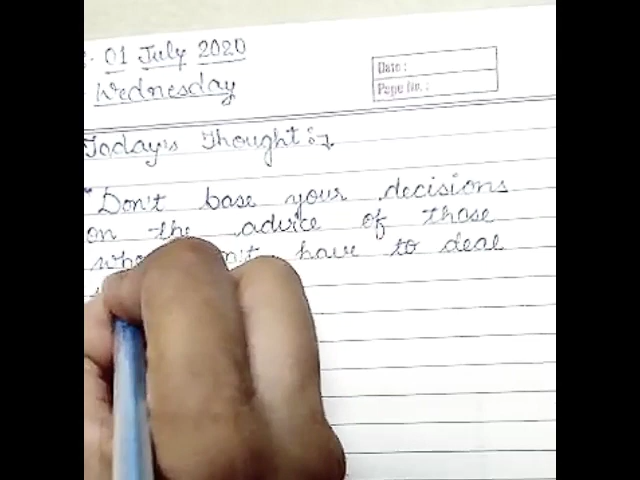 01 July 2020
Wednesday
Date :
Page No. :
Today's Thought :-
"Don't base your decisions
on the advice of those
who have to deal